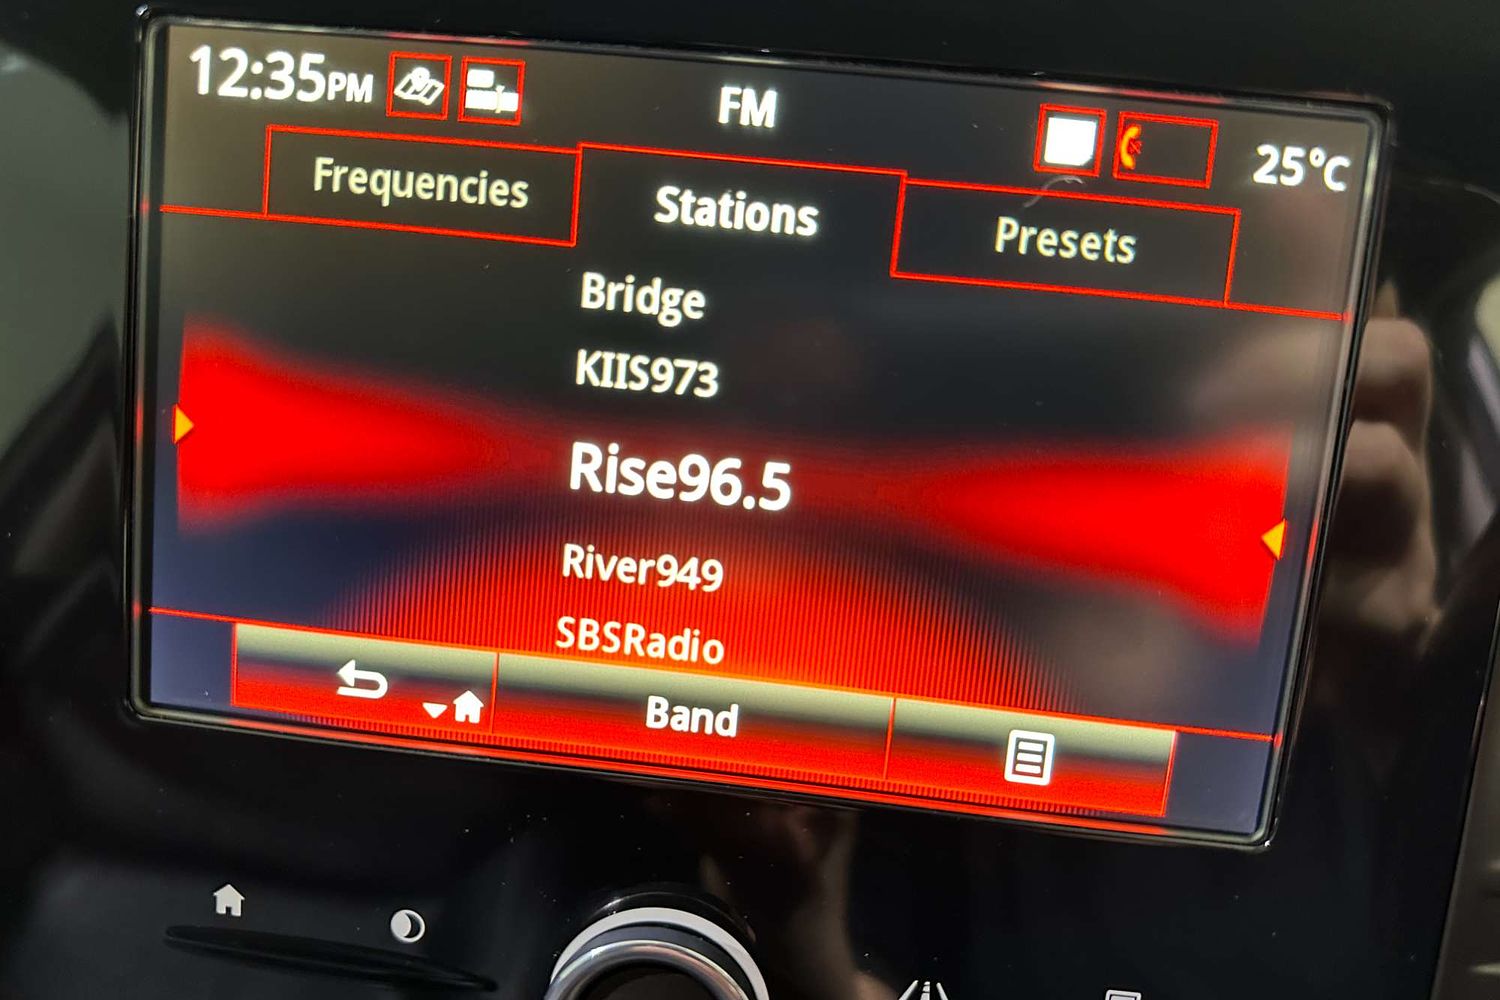 12:35PM FM 25°C
Frequencies Stations Presets
Bridge
KIIS973
Rise96.5
River949
SBSRadio
Band